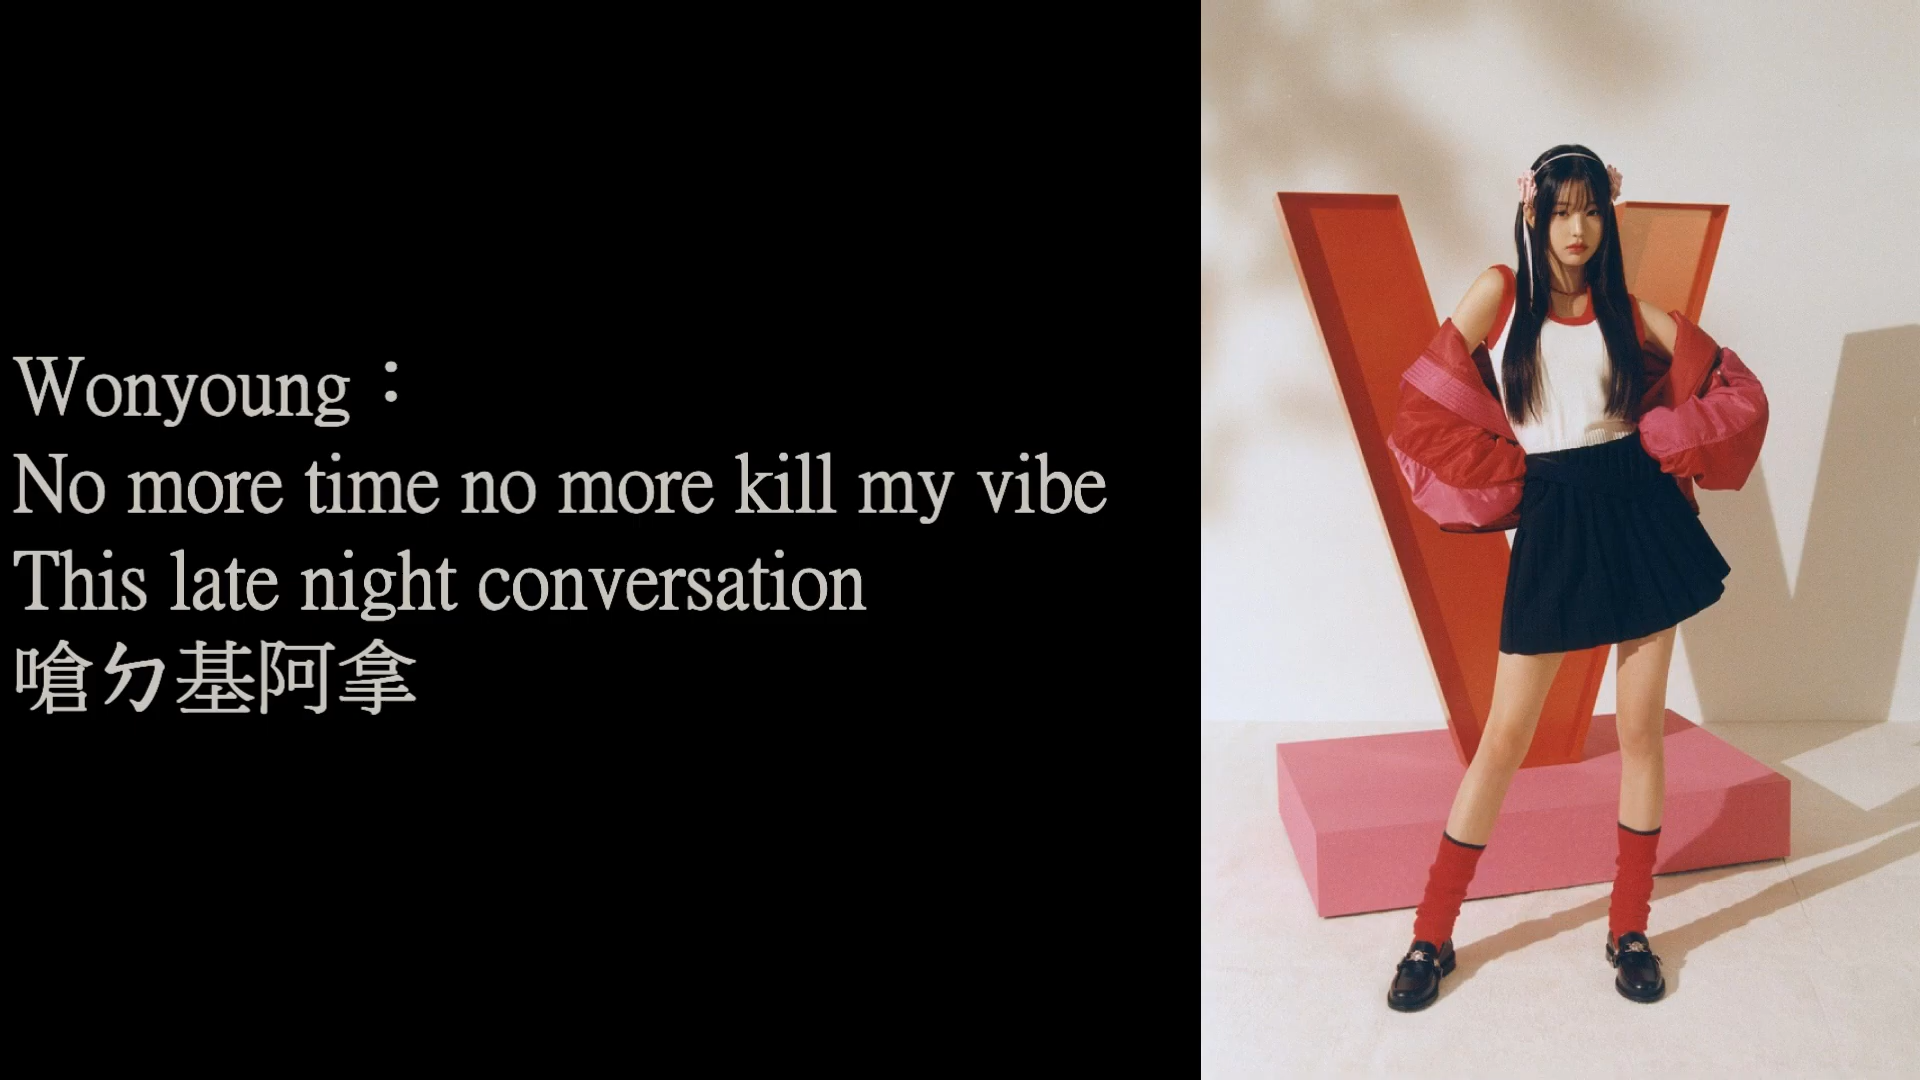 Wonyoung：
No more time no more kill my vibe
This late night conversation
嗆ㄉ基阿拿